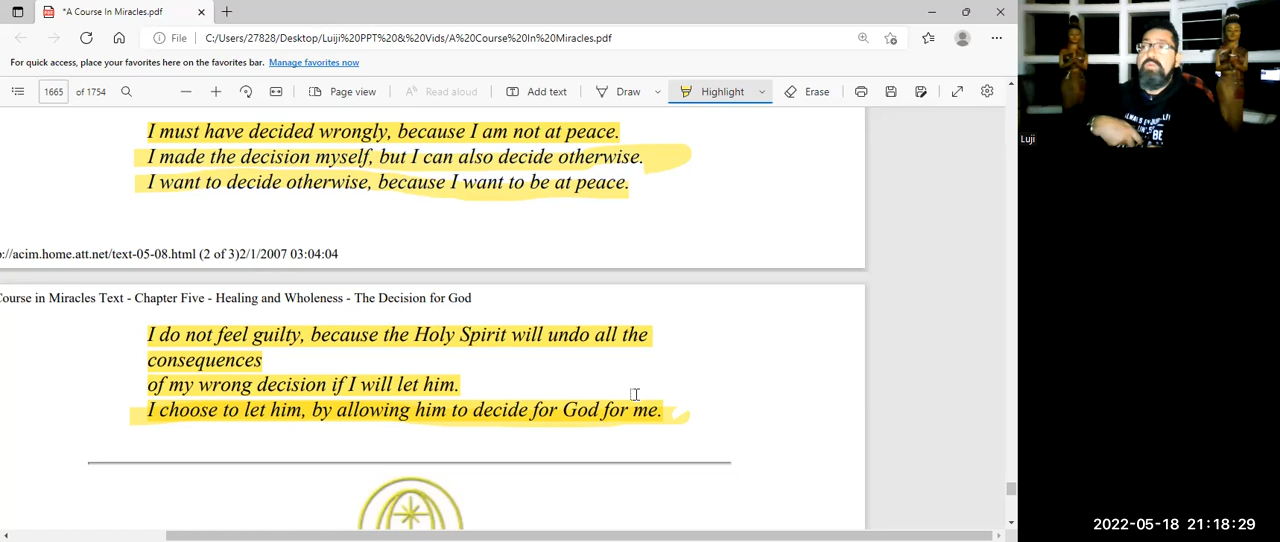 *A Course In Miracles.pdf
File
C:/Users/27828/Desktop/Luiji%20PPT%20&%20Vids/A%20Course%20In%20Miracles.pdf
For quick access, place your favorites here on the favorites bar. Manage favorites now
1665 of 1754
Page view
Read aloud
Add text
Draw
Highlight
Erase
I must have decided wrongly, because I am not at peace.
I made the decision myself, but I can also decide otherwise.
I want to decide otherwise, because I want to be at peace.
://acim.home.att.net/text-05-08.html (2 of 3)2/1/2007 03:04:04
Course in Miracles Text - Chapter Five - Healing and Wholeness - The Decision for God
I do not feel guilty, because the Holy Spirit will undo all the
consequences
of my wrong decision if I will let him.
I choose to let him, by allowing him to decide for God for me.
Luji
2022-05-18 21:18:29